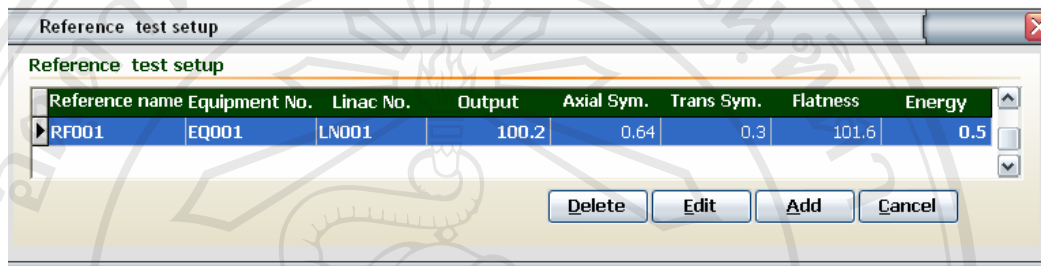 Reference test setup
Reference test setup
Reference name Equipment No. Linac No. Output Axial Sym. Trans Sym. Flatness Energy
RF001 EQ001 LN001 100.2 0.64 0.3 101.6 0.5
Delete Edit Add Cancel